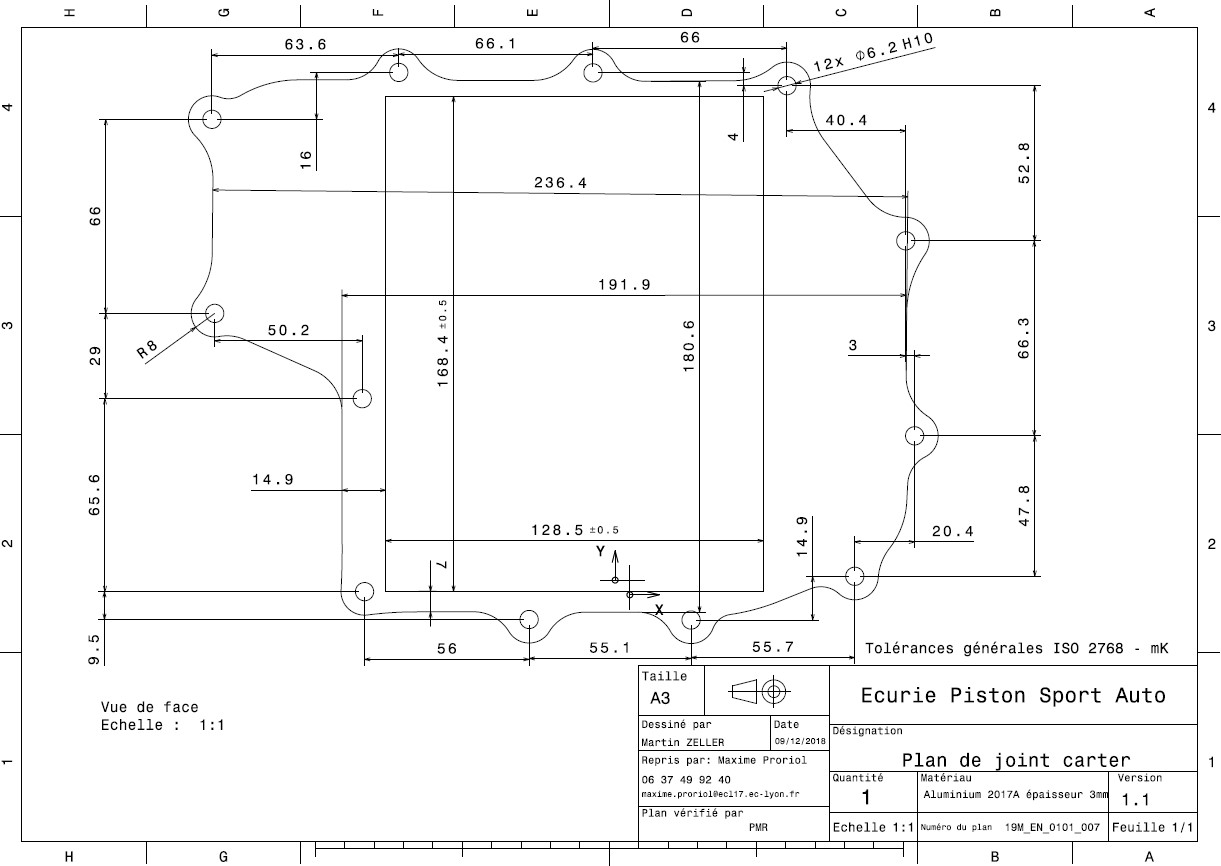 H G F E D C B A
63.6
66.1
66
12x Ø6.2 H10
4
4
16
4
40.4
52.8
236.4
66
191.9
3
3
R8
50.2
29
168.4 ±0.5
180.6
3
66.3
14.9
65.6
128.5 ±0.5
Y
X
7
14.9
20.4
47.8
2
2
9.5
56
55.1
55.7
Tolérances générales ISO 2768 - mK
Vue de face
Echelle : 1:1
1
1
Taille
A3
Ecurie Piston Sport Auto
Dessiné par
Martin ZELLER
Date
09/12/2018
Désignation
Plan de joint carter
Repris par: Maxime Proriol
06 37 49 92 40
maxime.proriol@ecl17.ec-lyon.fr
Quantité
1
Matériau
Aluminium 2017A épaisseur 3mm
Version
1.1
Plan vérifié par
PMR
Echelle 1:1
Numéro du plan 19M_EN_0101_007
Feuille 1/1
H G B A